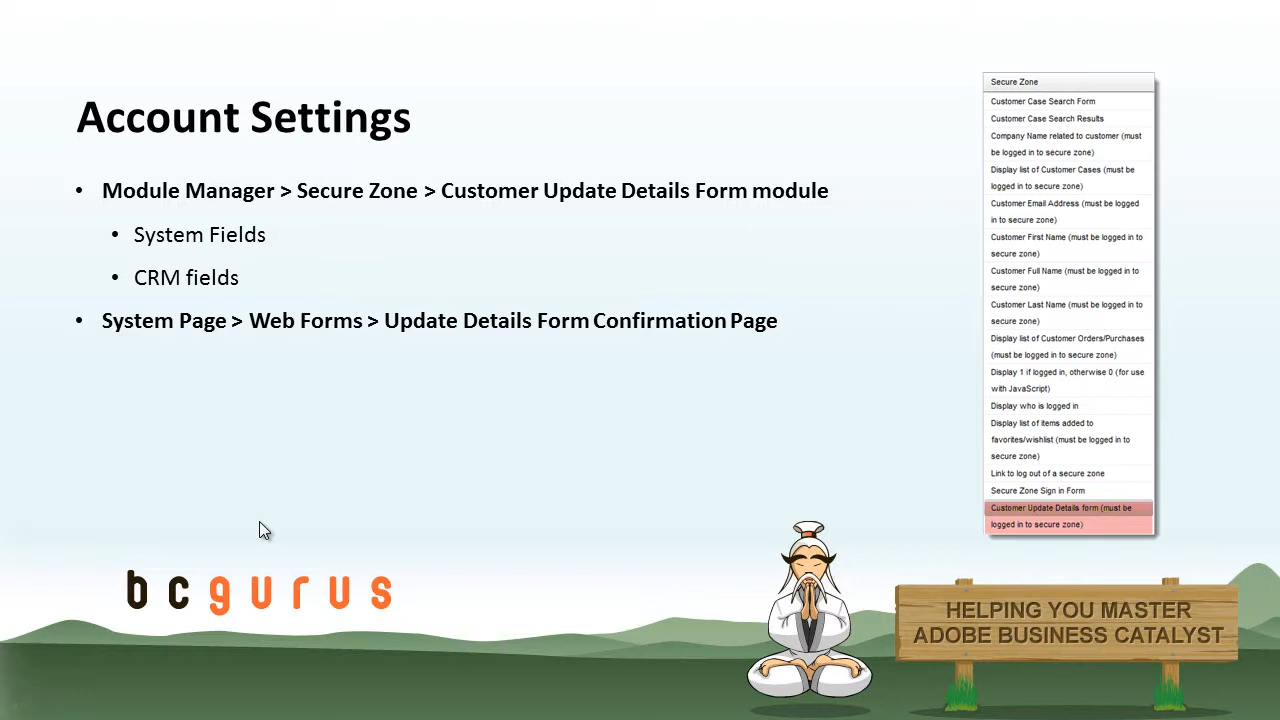 Account Settings
• Module Manager > Secure Zone > Customer Update Details Form module
• System Fields
• CRM fields
• System Page > Web Forms > Update Details Form Confirmation Page
Secure Zone
Customer Case Search Form
Customer Case Search Results
Company Name related to customer (must
be logged in to secure zone)
Display list of Customer Cases (must be
logged in to secure zone)
Customer Email Address (must be logged
in to secure zone)
Customer First Name (must be logged in to
secure zone)
Customer Full Name (must be logged in to
secure zone)
Customer Last Name (must be logged in to
secure zone)
Display list of Customer Orders/Purchases
(must be logged in to secure zone)
Display 1 if logged in, otherwise 0 (for use
with JavaScript)
Display who is logged in
Display list of items added to
favorites/wishlist (must be logged in to
secure zone)
Link to log out of a secure zone
Secure Zone Sign in Form
Customer Update Details form (must be
logged in to secure zone)
bcgurus
HELPING YOU MASTER
ADOBE BUSINESS CATALYST